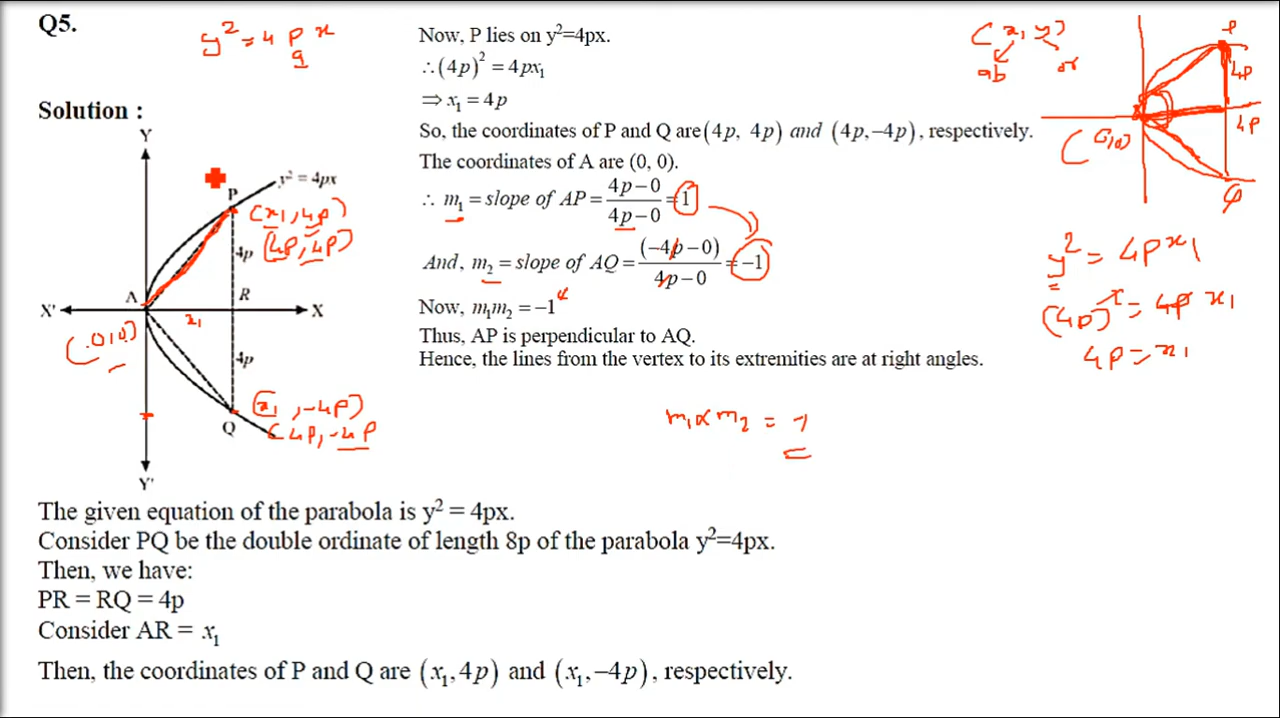 Q5.
y² = 4 p x
a
Solution :
Y
y² = 4px
P
(x₁, 4p)
(4p, 4p)
4p
A
R
X'
X
x₁
(0,0)
4p
(x₁, -4p)
Q
(4p, -4p
Y'
Now, P lies on y²=4px.
∴(4p)² = 4px₁
⇒ x₁ = 4p
So, the coordinates of P and Q are (4p, 4p) and (4p,−4p), respectively.
The coordinates of A are (0, 0).
∴ m₁ = slope of AP = (4p−0)/(4p−0) = 1
And, m₂ = slope of AQ = (−4p−0)/(4p−0) = −1
Now, m₁m₂ = −1
Thus, AP is perpendicular to AQ.
Hence, the lines from the vertex to its extremities are at right angles.
(x, y)
ab
or
P
4p
4p
(0,0)
Q
y² = 4px₁
(4p)² = 4p x₁
4p = x₁
The given equation of the parabola is y² = 4px.
Consider PQ be the double ordinate of length 8p of the parabola y²=4px.
Then, we have:
PR = RQ = 4p
Consider AR = x₁
Then, the coordinates of P and Q are (x₁, 4p) and (x₁, −4p), respectively.